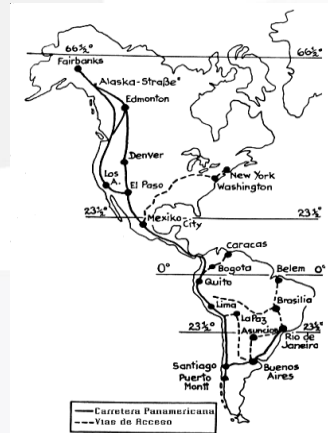 66½°
66½°
Fairbanks
Alaska-Straße
Edmonton
Denver
Los
A.
El Paso
New York
Washington
23½°
23½°
Mexiko
City
Caracas
0°
0°
Bogota
Belem
Quito
Lima
La Paz
Brasilia
23½°
Asuncion
Rio de
Janeiro
Santiago
Buenos
Aires
Puerto
Montt
Carretera Panamericana
Vias de Acceso